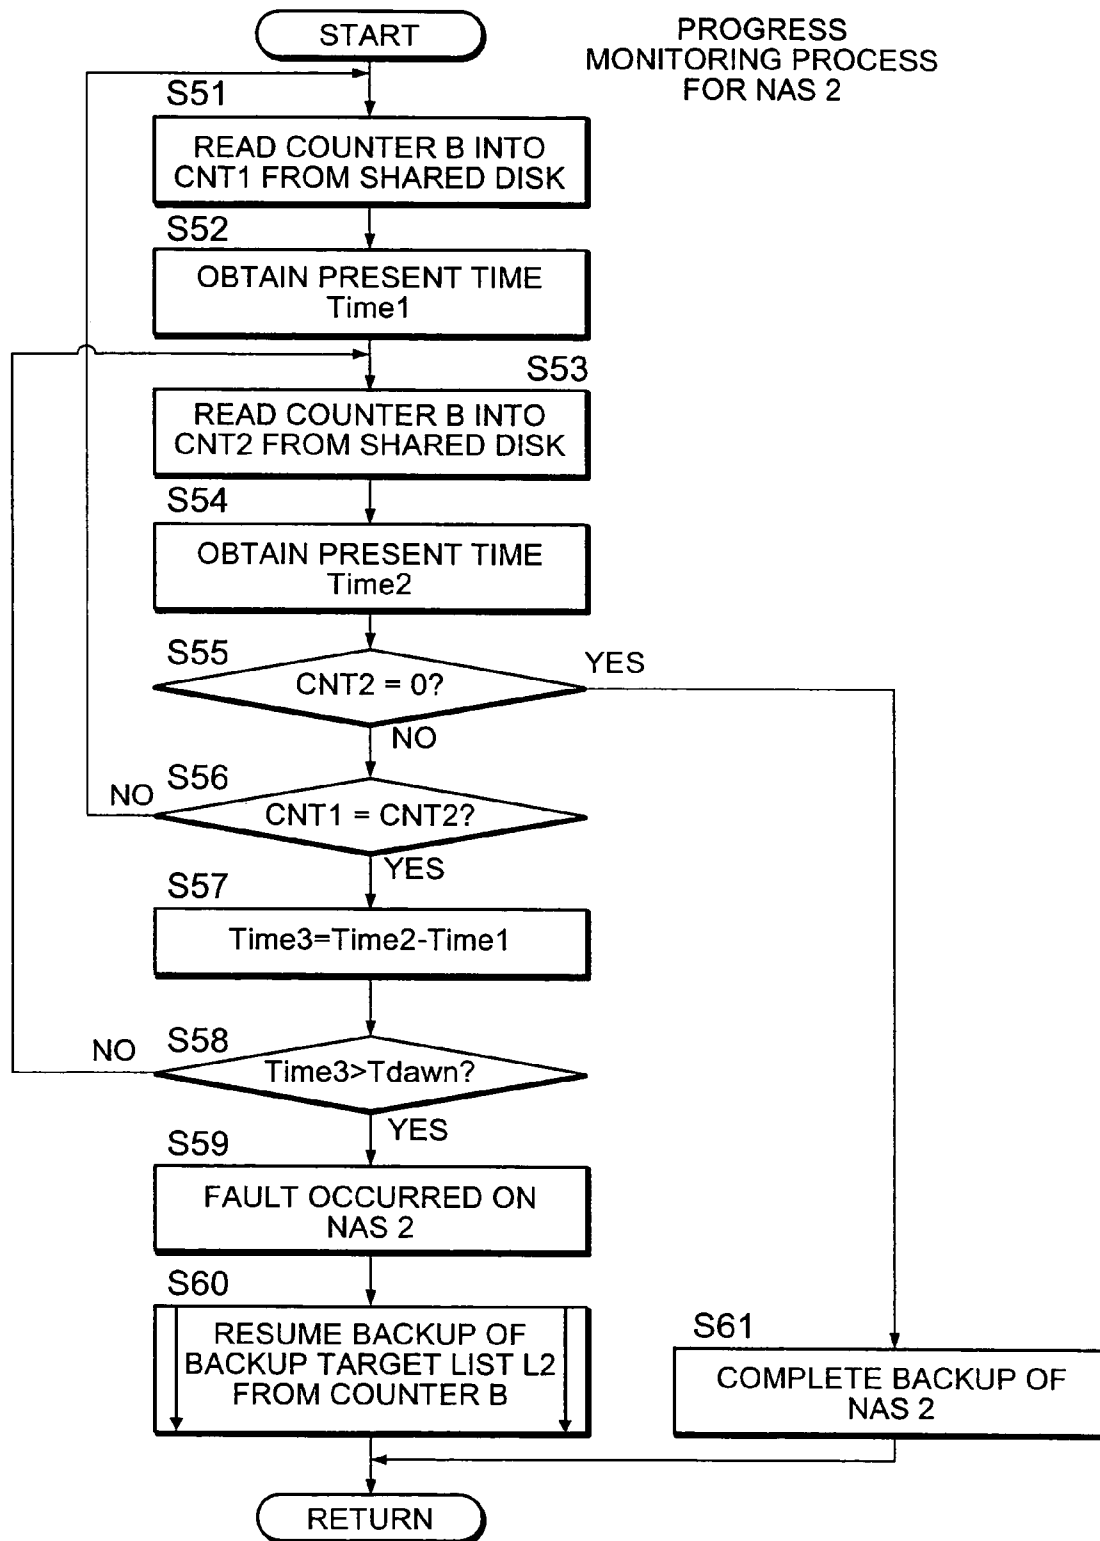 START
PROGRESS
MONITORING PROCESS
FOR NAS 2
S51
READ COUNTER B INTO
CNT1 FROM SHARED DISK
S52
OBTAIN PRESENT TIME
Time1
S53
READ COUNTER B INTO
CNT2 FROM SHARED DISK
S54
OBTAIN PRESENT TIME
Time2
S55
CNT2 = 0?
YES
NO
S56
NO
CNT1 = CNT2?
YES
S57
Time3=Time2-Time1
S58
NO
Time3>Tdawn?
YES
S59
FAULT OCCURRED ON
NAS 2
S60
RESUME BACKUP OF
BACKUP TARGET LIST L2
FROM COUNTER B
S61
COMPLETE BACKUP OF
NAS 2
RETURN